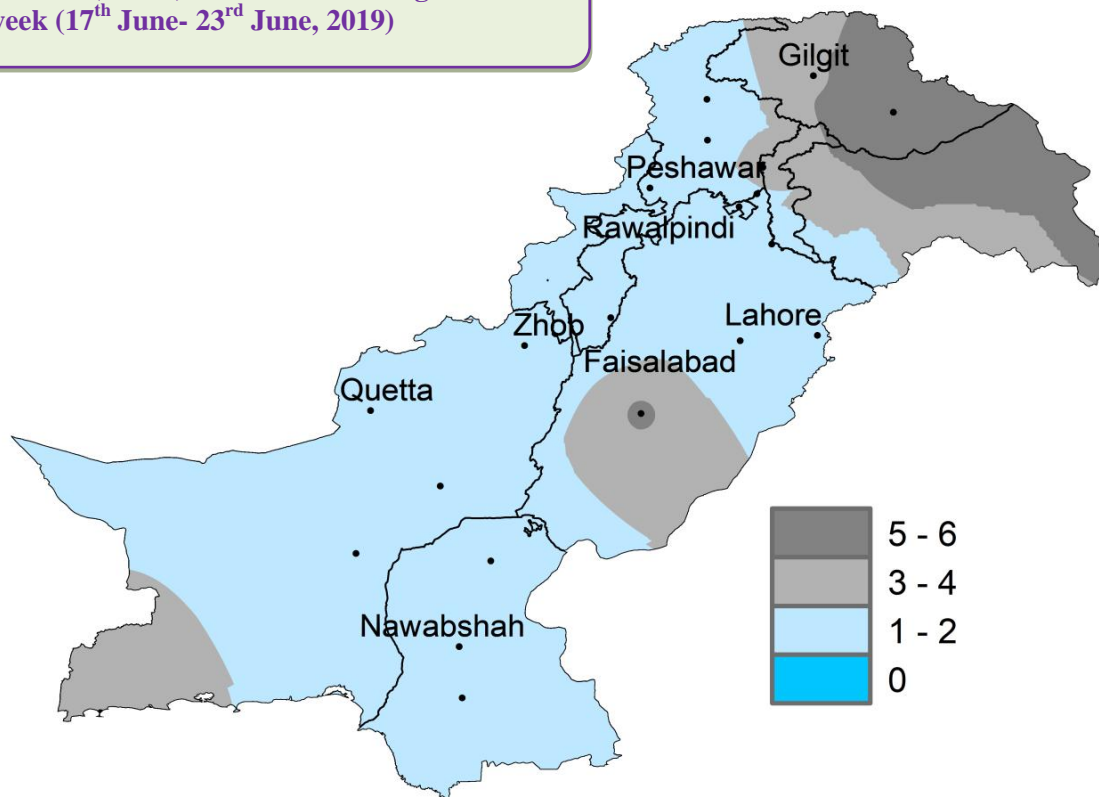 week (17th June- 23rd June, 2019)
Gilgit
Peshawar
Rawalpindi
Zhob
Lahore
Faisalabad
Quetta
Nawabshah
5 - 6
3 - 4
1 - 2
0